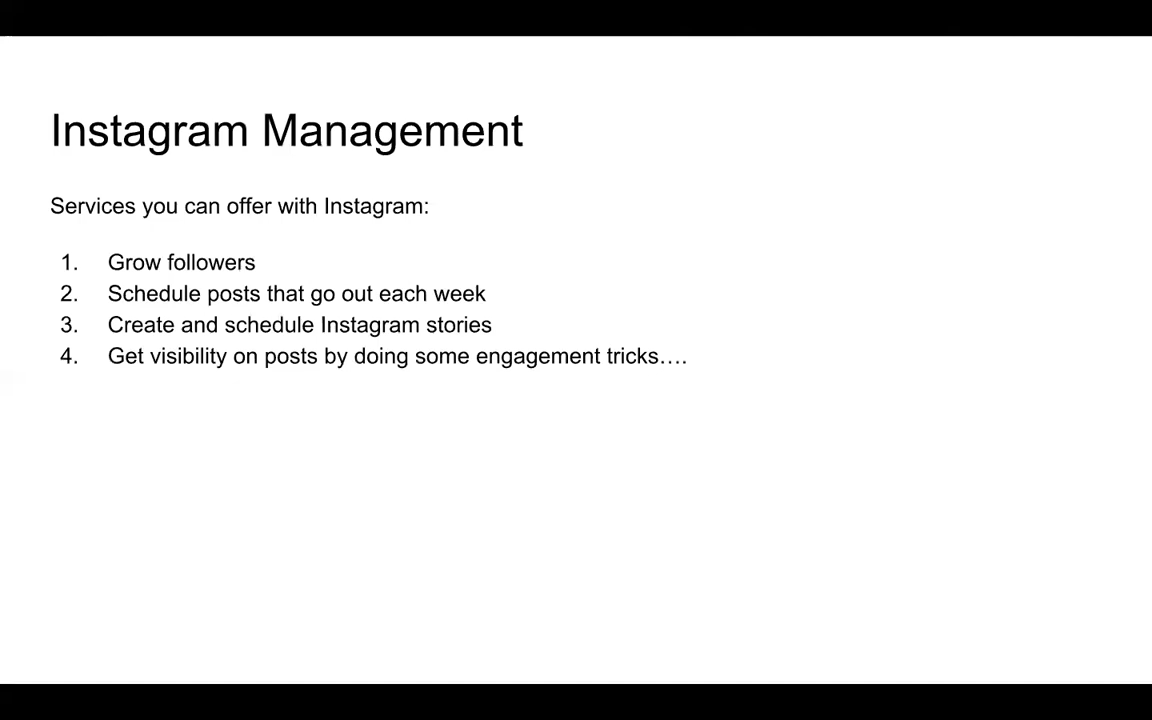 Instagram Management
Services you can offer with Instagram:
1. Grow followers
2. Schedule posts that go out each week
3. Create and schedule Instagram stories
4. Get visibility on posts by doing some engagement tricks….